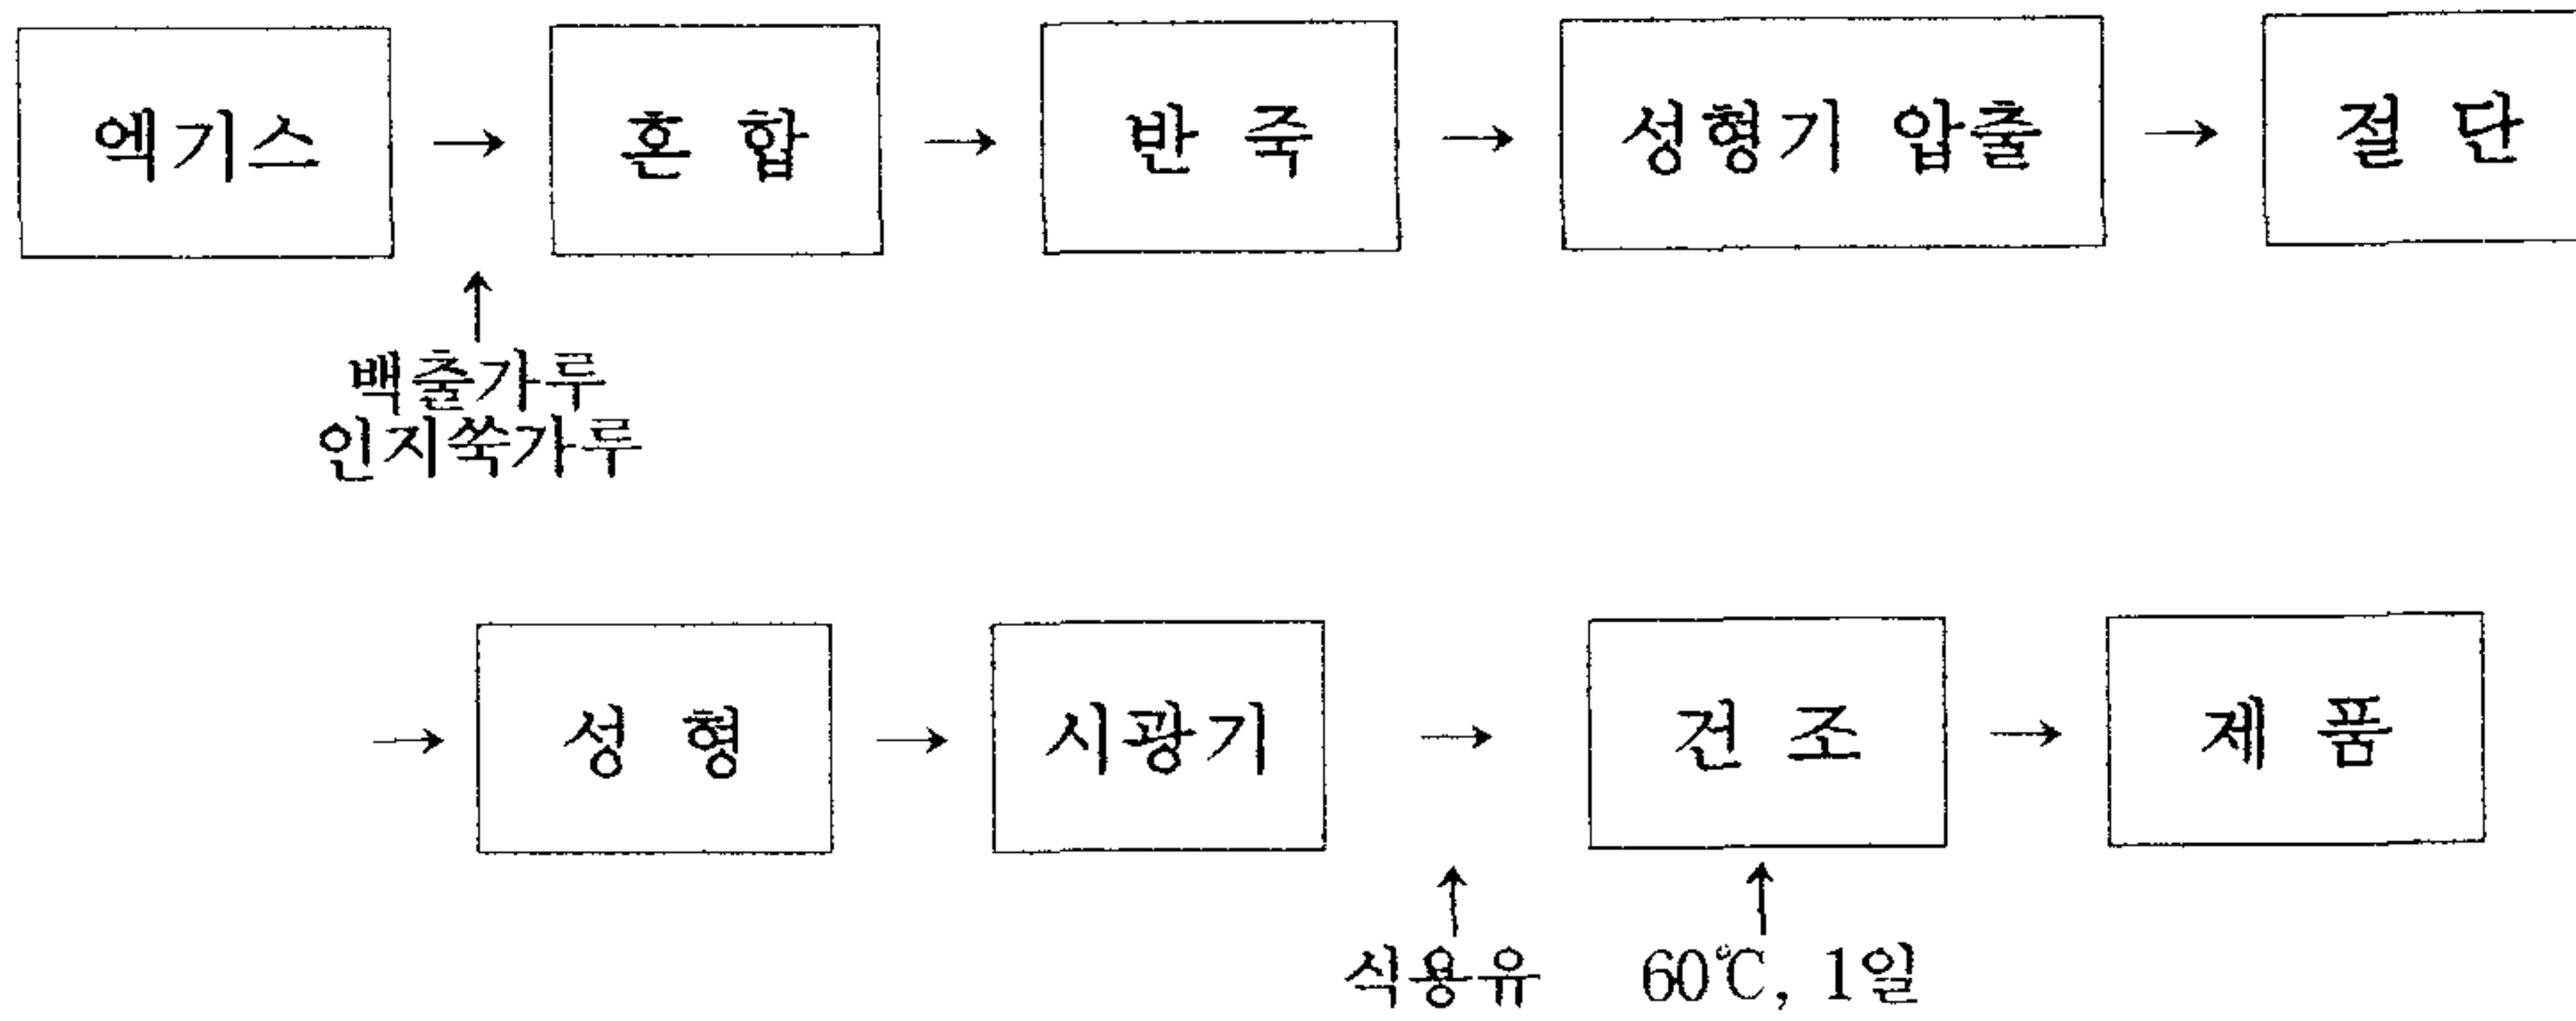 엑기스 → 혼 합 → 반 죽 → 성형기 압출 → 절 단
↑
백출가루
인지쑥가루
→ 성 형 → 시광기 → 건 조 → 제 품
↑ ↑
식용유 60℃, 1일